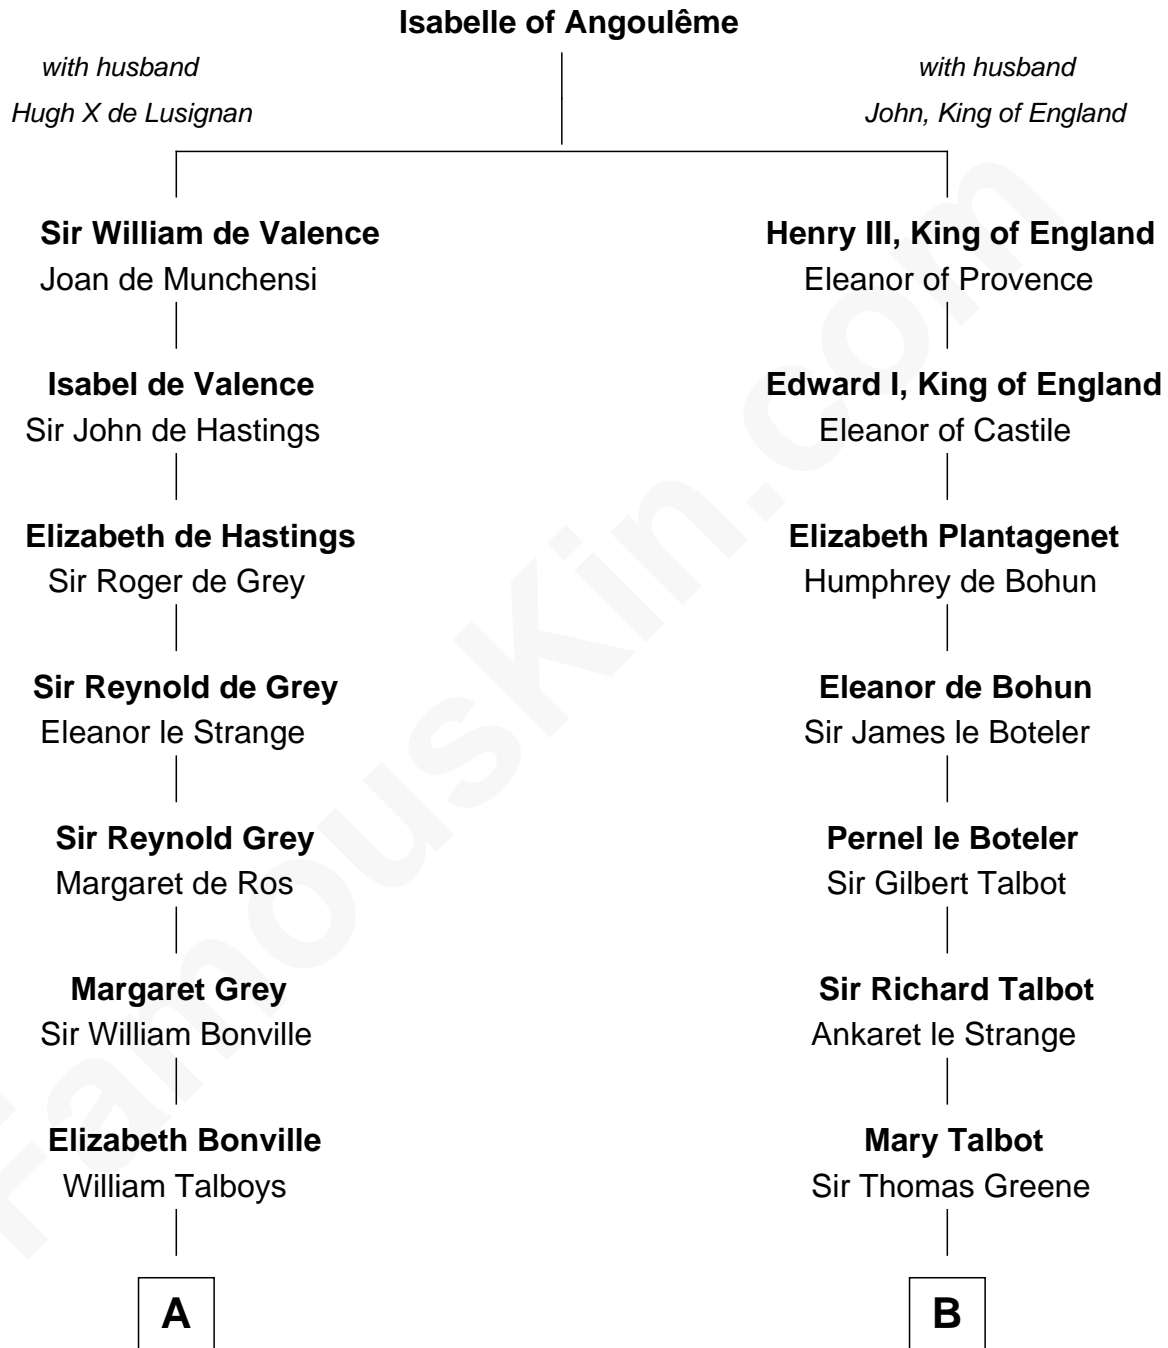 Isabelle of Angoulême
with husband
Hugh X de Lusignan
with husband
John, King of England
Sir William de Valence
Joan de Munchensi
Henry III, King of England
Eleanor of Provence
Isabel de Valence
Sir John de Hastings
Edward I, King of England
Eleanor of Castile
Elizabeth de Hastings
Sir Roger de Grey
Elizabeth Plantagenet
Humphrey de Bohun
Sir Reynold de Grey
Eleanor le Strange
Eleanor de Bohun
Sir James le Boteler
Sir Reynold Grey
Margaret de Ros
Pernel le Boteler
Sir Gilbert Talbot
Margaret Grey
Sir William Bonville
Sir Richard Talbot
Ankaret le Strange
Elizabeth Bonville
William Talboys
Mary Talbot
Sir Thomas Greene
A
B
FamousKin.com